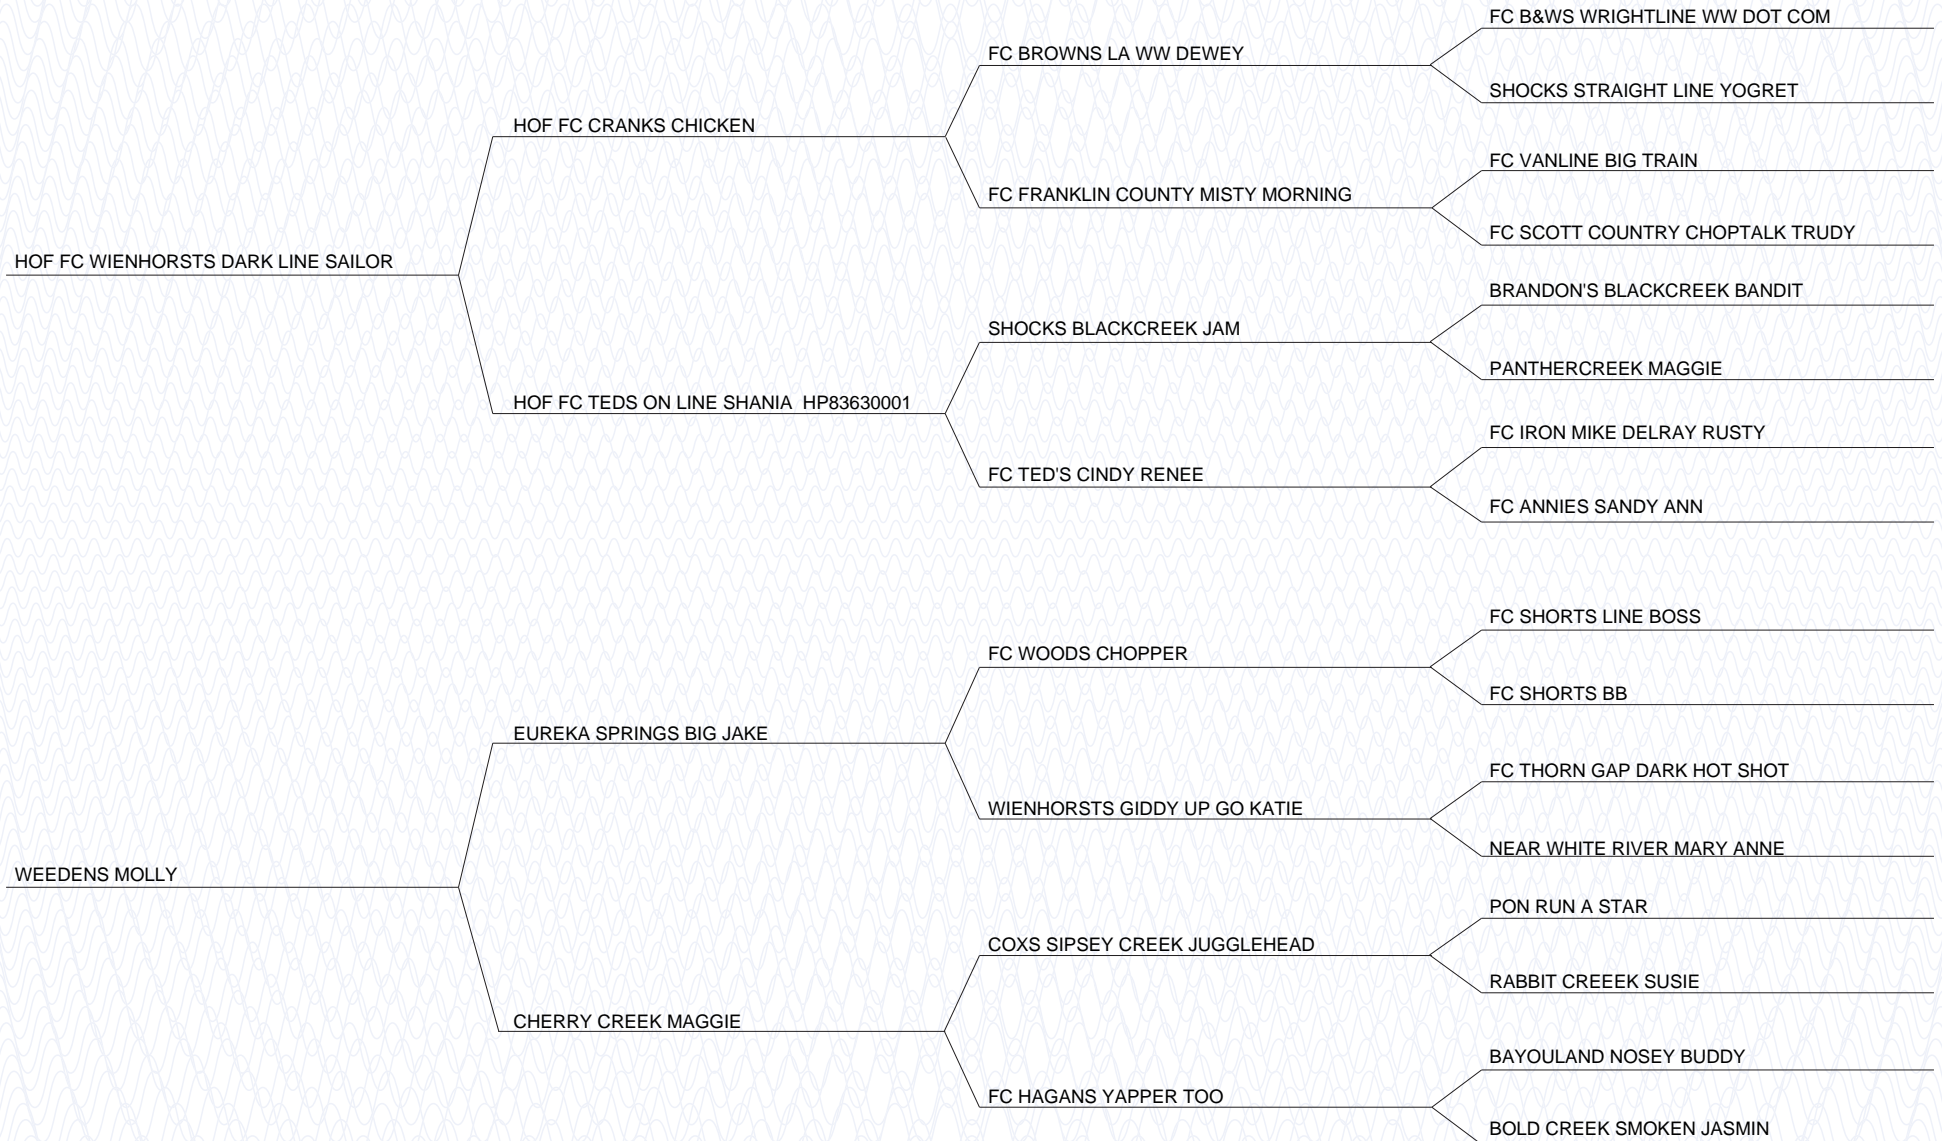 FC B&WS WRIGHTLINE WW DOT COM
FC BROWNS LA WW DEWEY
SHOCKS STRAIGHT LINE YOGRET
HOF FC CRANKS CHICKEN
FC VANLINE BIG TRAIN
FC FRANKLIN COUNTY MISTY MORNING
FC SCOTT COUNTRY CHOPTALK TRUDY
HOF FC WIENHORSTS DARK LINE SAILOR
BRANDON'S BLACKCREEK BANDIT
SHOCKS BLACKCREEK JAM
PANTHERCREEK MAGGIE
HOF FC TEDS ON LINE SHANIA  HP83630001
FC IRON MIKE DELRAY RUSTY
FC TED'S CINDY RENEE
FC ANNIES SANDY ANN
FC SHORTS LINE BOSS
FC WOODS CHOPPER
FC SHORTS BB
EUREKA SPRINGS BIG JAKE
FC THORN GAP DARK HOT SHOT
WIENHORSTS GIDDY UP GO KATIE
NEAR WHITE RIVER MARY ANNE
WEEDENS MOLLY
PON RUN A STAR
COXS SIPSEY CREEK JUGGLEHEAD
RABBIT CREEEK SUSIE
CHERRY CREEK MAGGIE
BAYOULAND NOSEY BUDDY
FC HAGANS YAPPER TOO
BOLD CREEK SMOKEN JASMIN